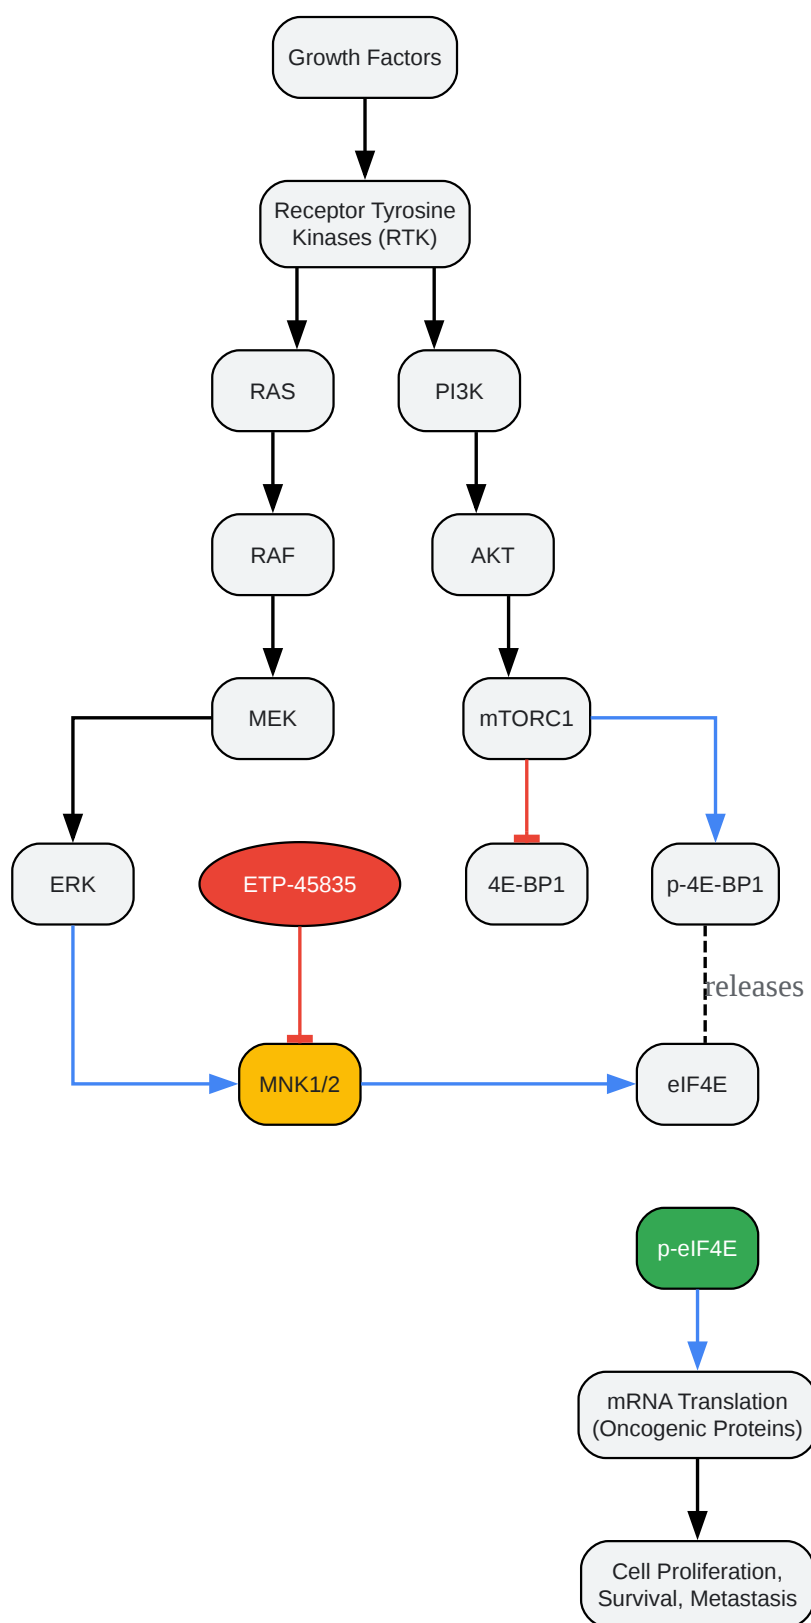 Growth Factors
Receptor Tyrosine
Kinases (RTK)
RAS
PI3K
RAF
AKT
MEK
mTORC1
ERK
ETP-45835
4E-BP1
p-4E-BP1
releases
MNK1/2
eIF4E
p-eIF4E
mRNA Translation
(Oncogenic Proteins)
Cell Proliferation,
Survival, Metastasis